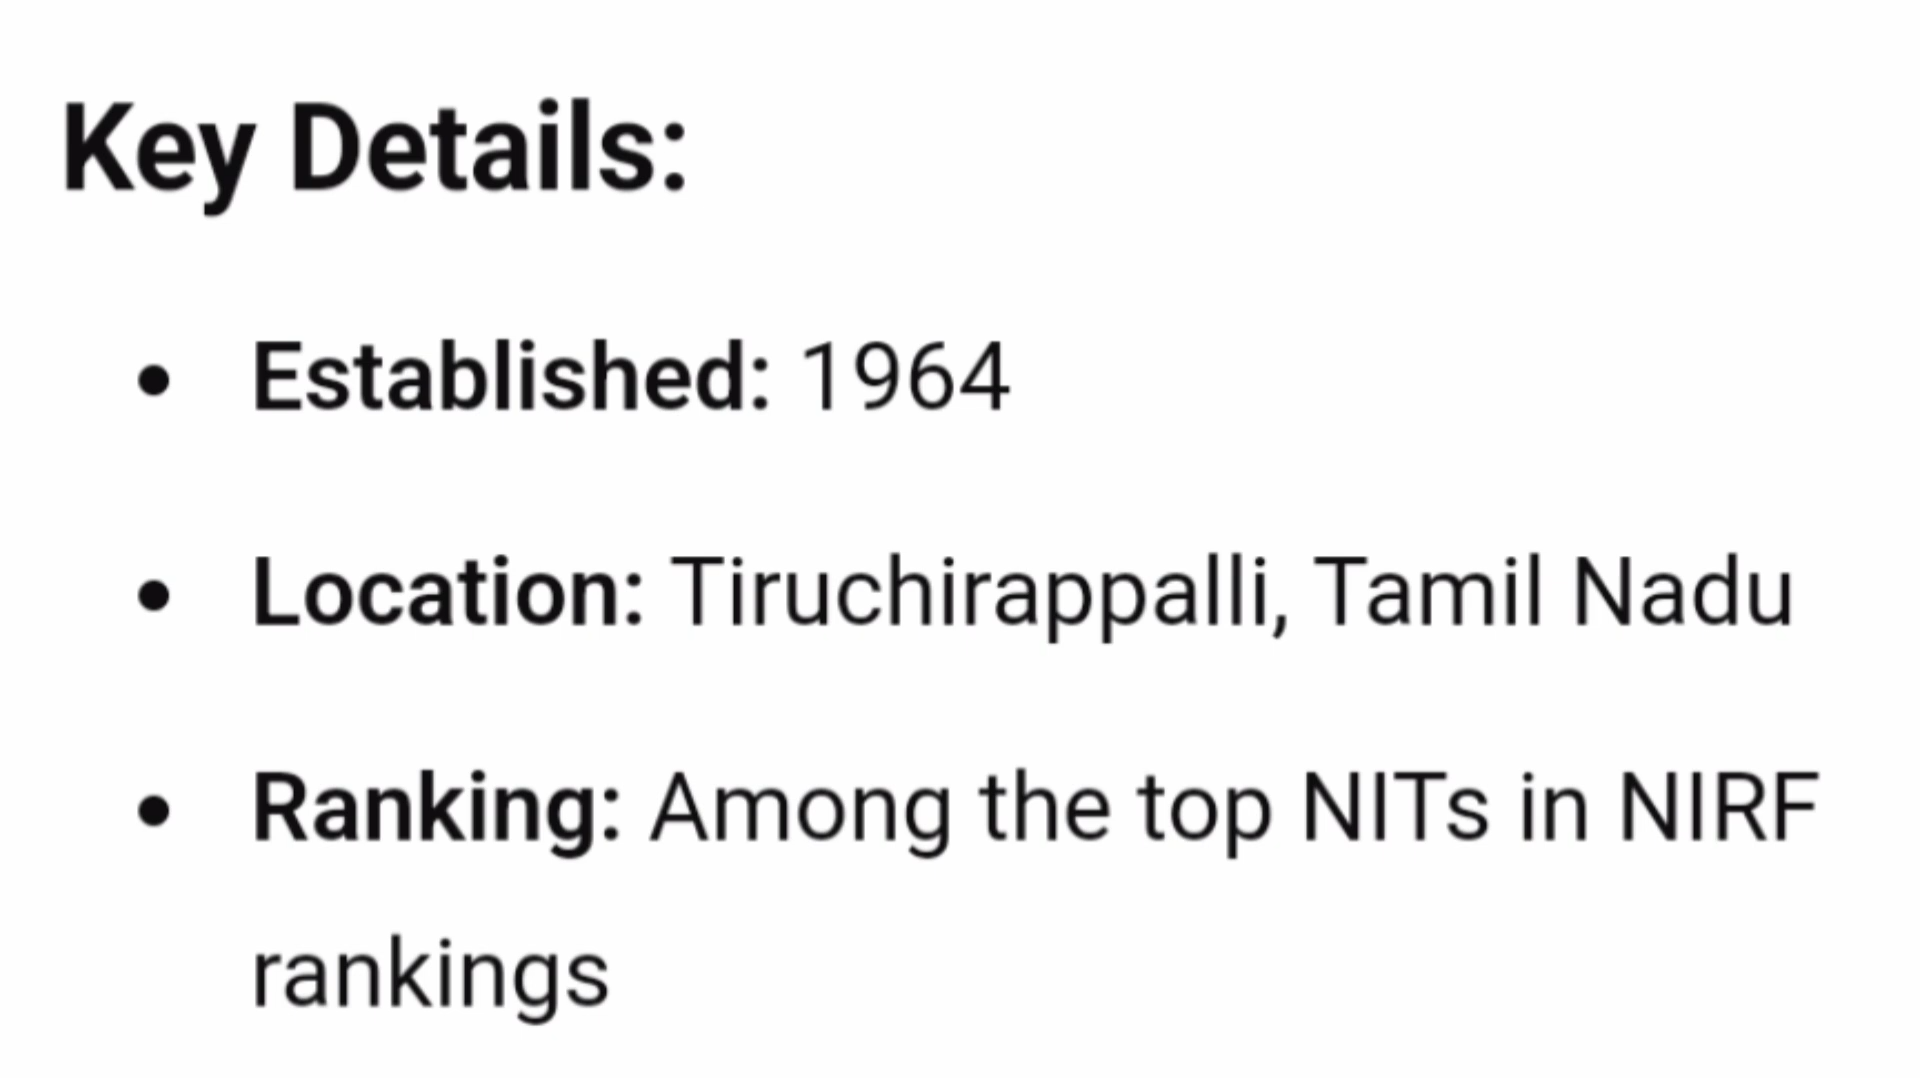 Key Details:
• Established: 1964
• Location: Tiruchirappalli, Tamil Nadu
• Ranking: Among the top NITs in NIRF
rankings